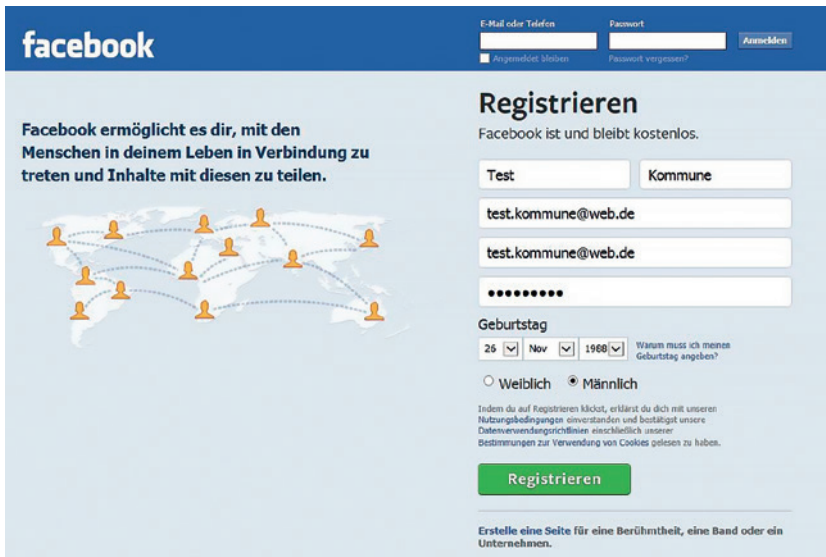 facebook
E-Mail oder Telefon
Passwort
Anmelden
Angemeldet bleiben
Passwort vergessen?
Facebook ermöglicht es dir, mit den
Menschen in deinem Leben in Verbindung zu
treten und Inhalte mit diesen zu teilen.
Registrieren
Facebook ist und bleibt kostenlos.
Test Kommune
test.kommune@web.de
test.kommune@web.de
•••••••••
Geburtstag
26 Nov 1988
Warum muss ich meinen
Geburtstag angeben?
Weiblich Männlich
Indem du auf Registrieren klickst, erklärst du dich mit unseren
Nutzungsbedingungen einverstanden und bestätigst unsere
Datenverwendungsrichtlinien einschließlich unserer
Bestimmungen zur Verwendung von Cookies gelesen zu haben.
Registrieren
Erstelle eine Seite für eine Berühmtheit, eine Band oder ein
Unternehmen.